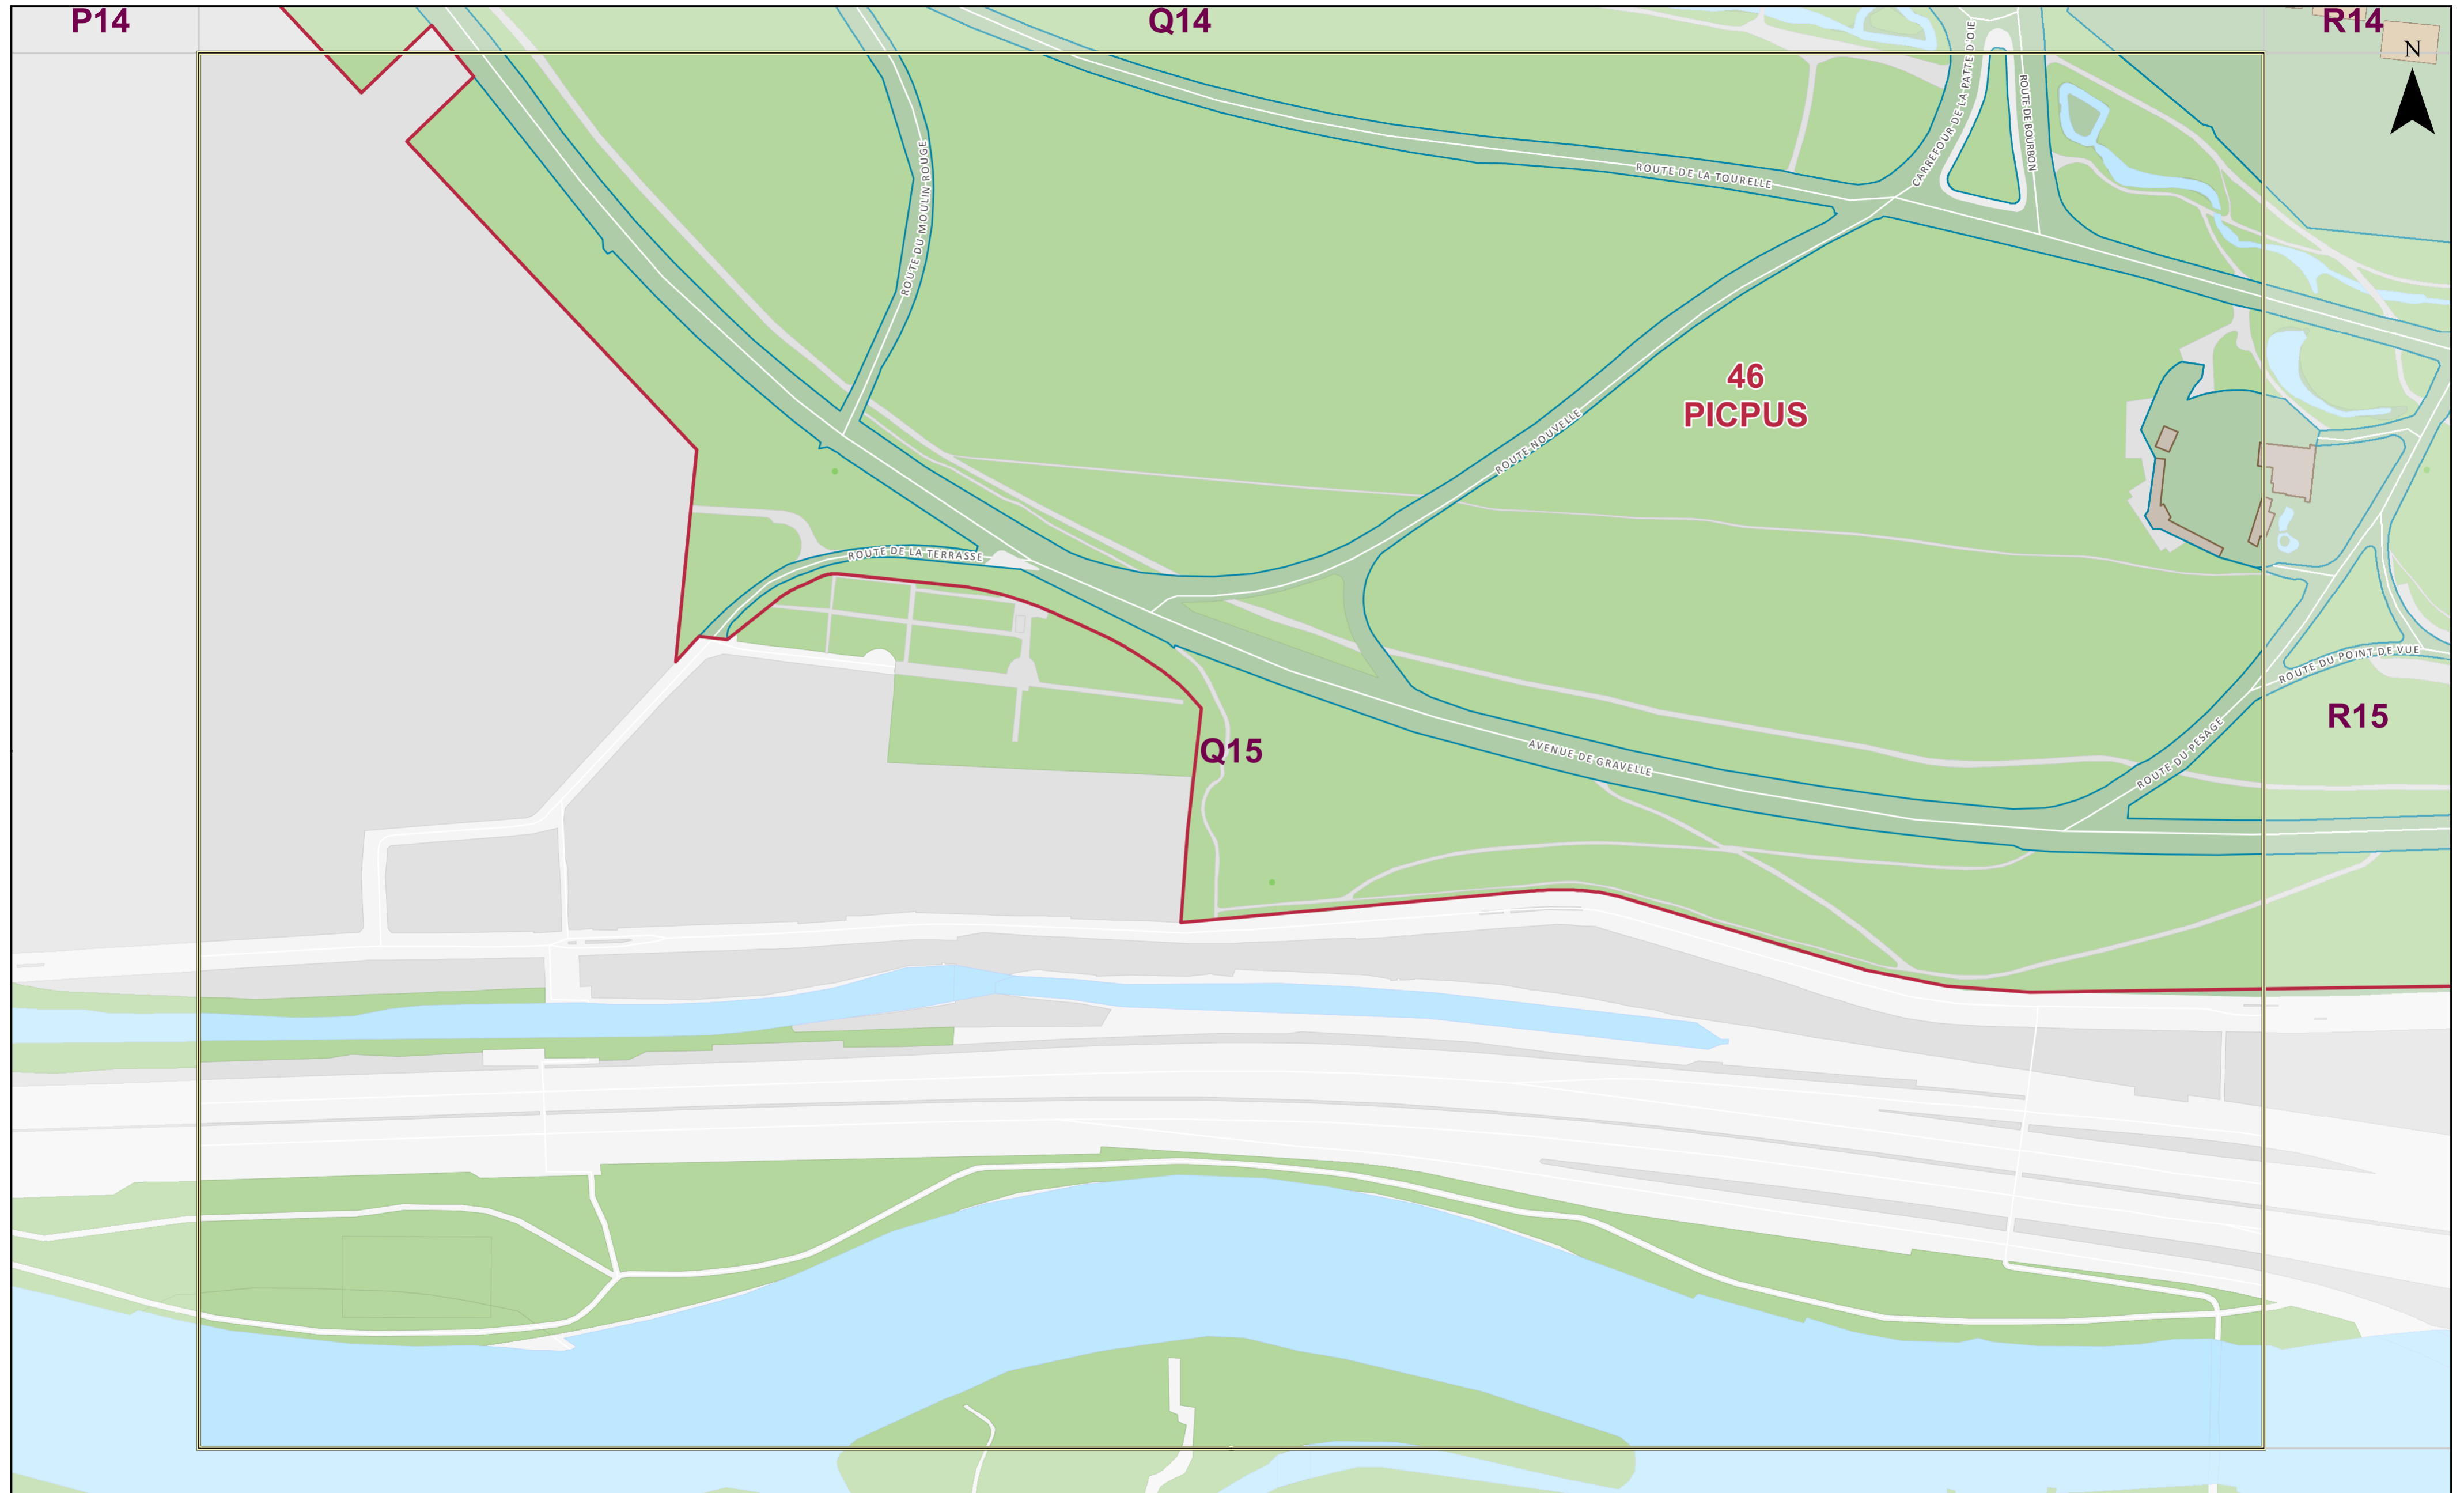 P14
Q14
R14
N
CARREFOUR DE LA PATTE D'OIE
ROUTE DE BOURBON
ROUTE DU MOULIN ROUGE
ROUTE DE LA TOURELLE
46
PICPUS
ROUTE NOUVELLE
ROUTE DE LA TERRASSE
ROUTE DU POINT DE VUE
R15
Q15
AVENUE DE GRAVELLE
ROUTE DU PESAGE